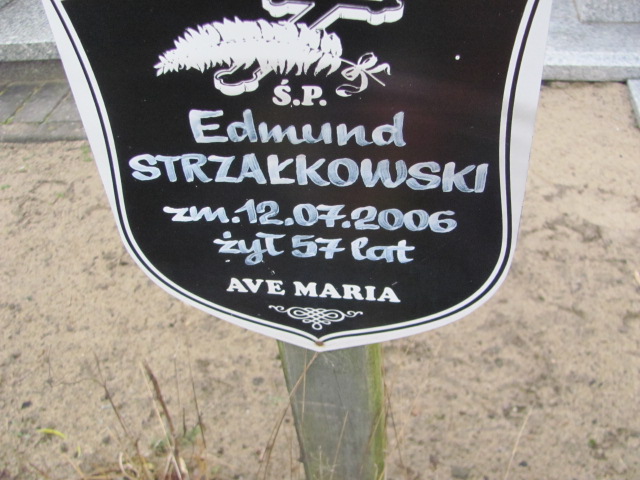 Ś.P.
Edmund
STRZAŁKOWSKI
zm. 12.07.2006
żył 57 lat
AVE MARIA